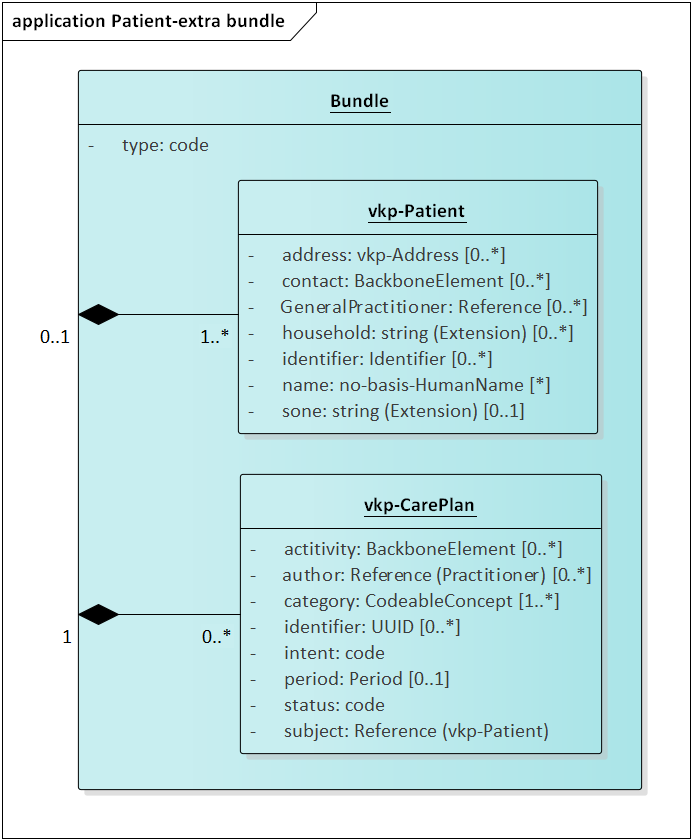 application Patient-extra bundle
Bundle
- type: code
vkp-Patient
- address: vkp-Address [0..*]
- contact: BackboneElement [0..*]
- GeneralPractitioner: Reference [0..*]
- household: string (Extension) [0..*]
- identifier: Identifier [0..*]
- name: no-basis-HumanName [*]
- sone: string (Extension) [0..1]
0..1
1..*
vkp-CarePlan
- actitivity: BackboneElement [0..*]
- author: Reference (Practitioner) [0..*]
- category: CodeableConcept [1..*]
- identifier: UUID [0..*]
- intent: code
- period: Period [0..1]
- status: code
- subject: Reference (vkp-Patient)
1
0..*